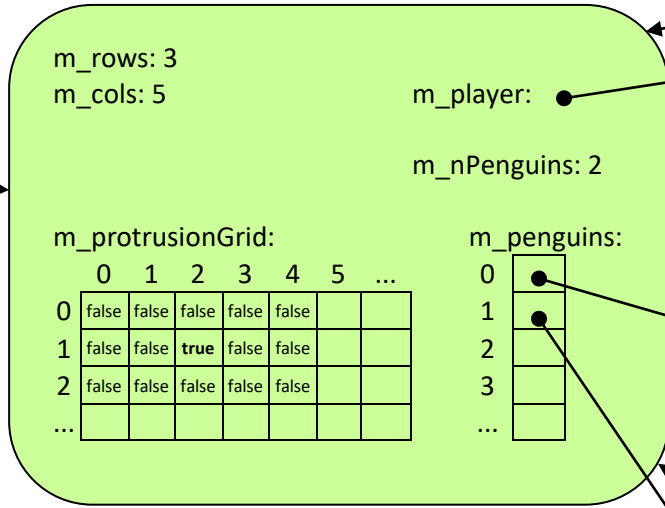 m_rows: 3
m_cols: 5 m_player:
m_nPenguins: 2
m_protrusionGrid: m_penguins:
0 1 2 3 4 5 ... 0
0 false false false false false 1
1 false false true false false 2
2 false false false false false 3
... ...